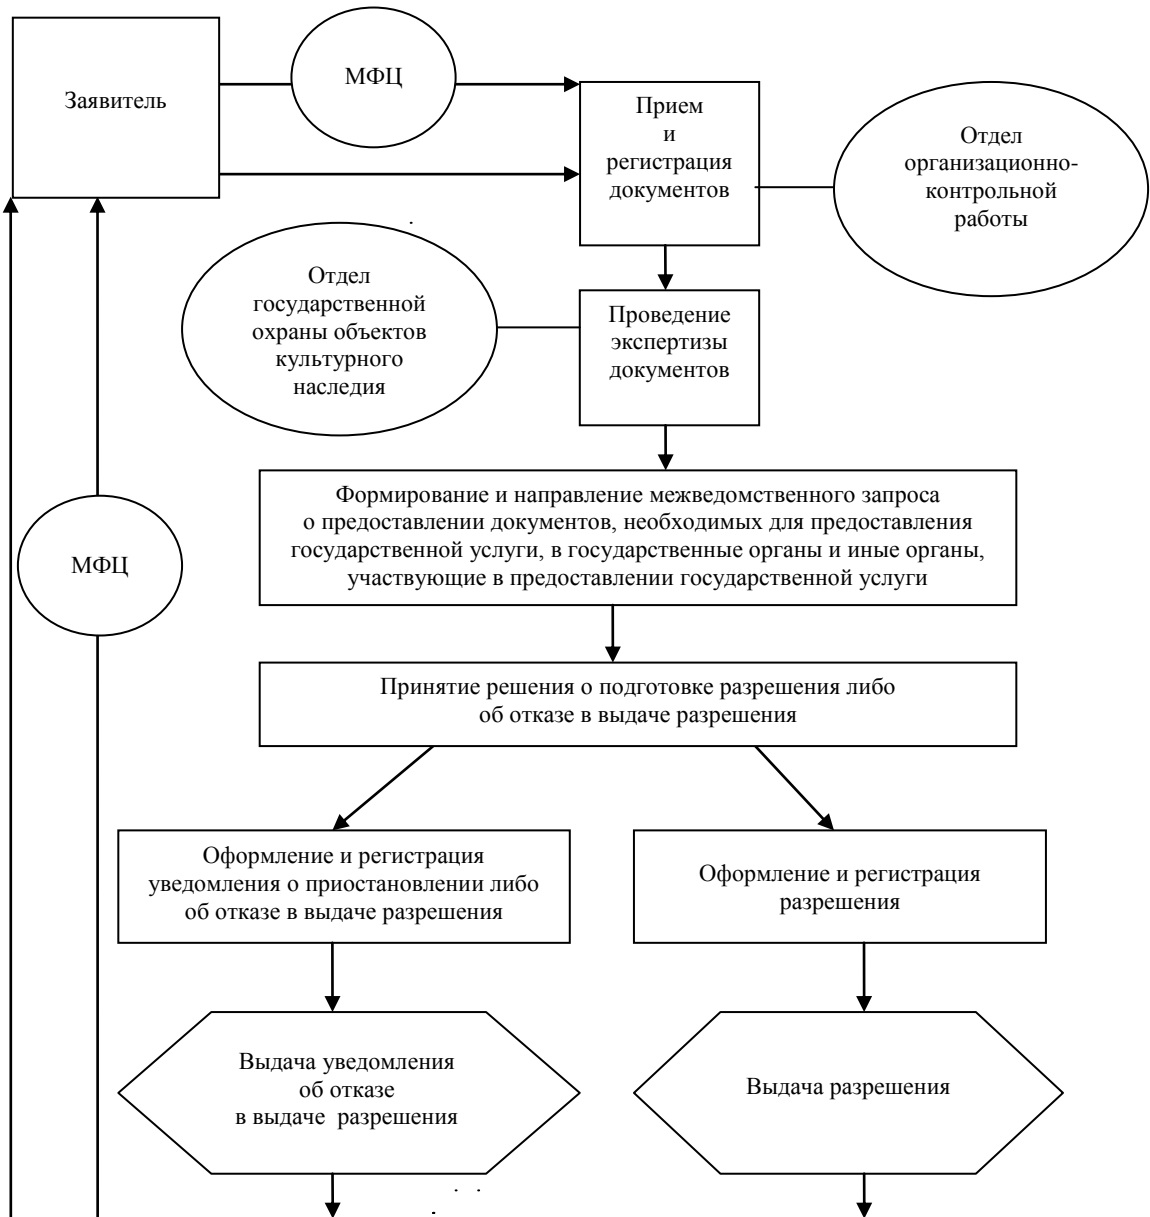 Заявитель
МФЦ
Прием
и
регистрация
документов
Отдел
организационно-
контрольной
работы
Отдел
государственной
охраны объектов
культурного
наследия
Проведение
экспертизы
документов
Формирование и направление межведомственного запроса
о предоставлении документов, необходимых для предоставления
государственной услуги, в государственные органы и иные органы,
участвующие в предоставлении государственной услуги
МФЦ
Принятие решения о подготовке разрешения либо
об отказе в выдаче разрешения
Оформление и регистрация
уведомления о приостановлении либо
об отказе в выдаче разрешения
Оформление и регистрация
разрешения
Выдача уведомления
об отказе
в выдаче разрешения
Выдача разрешения